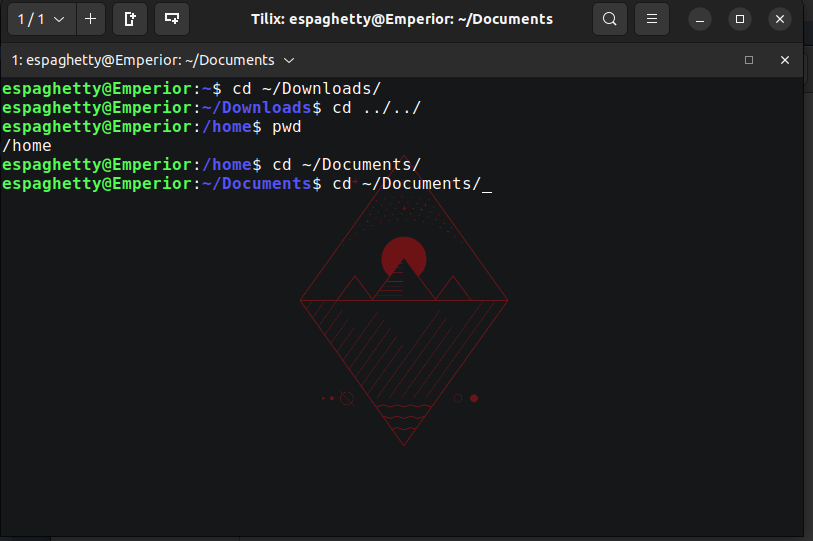 1 / 1
Tilix: espaghetty@Emperior: ~/Documents
1: espaghetty@Emperior: ~/Documents
espaghetty@Emperior:~$ cd ~/Downloads/
espaghetty@Emperior:~/Downloads$ cd ../../
espaghetty@Emperior:/home$ pwd
/home
espaghetty@Emperior:/home$ cd ~/Documents/
espaghetty@Emperior:~/Documents$ cd ~/Documents/